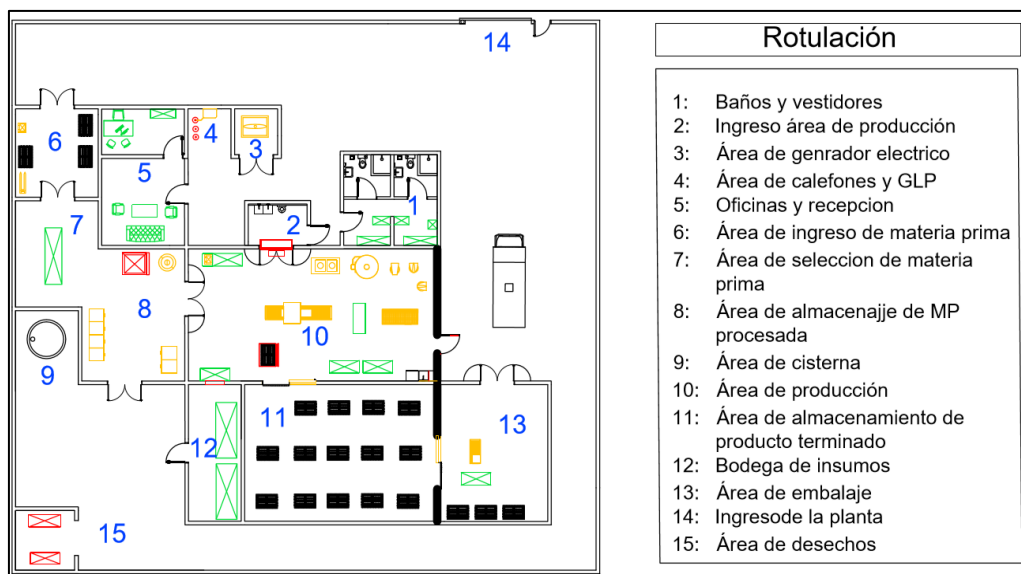 14
Rotulación
6
4
3
5
1
7
2
8
10
9
11
12
13
15
1: Baños y vestidores
2: Ingreso área de producción
3: Área de genrador electrico
4: Área de calefones y GLP
5: Oficinas y recepcion
6: Área de ingreso de materia prima
7: Área de seleccion de materia
prima
8: Área de almacenajje de MP
procesada
9: Área de cisterna
10: Área de producción
11: Área de almacenamiento de
producto terminado
12: Bodega de insumos
13: Área de embalaje
14: Ingresode la planta
15: Área de desechos